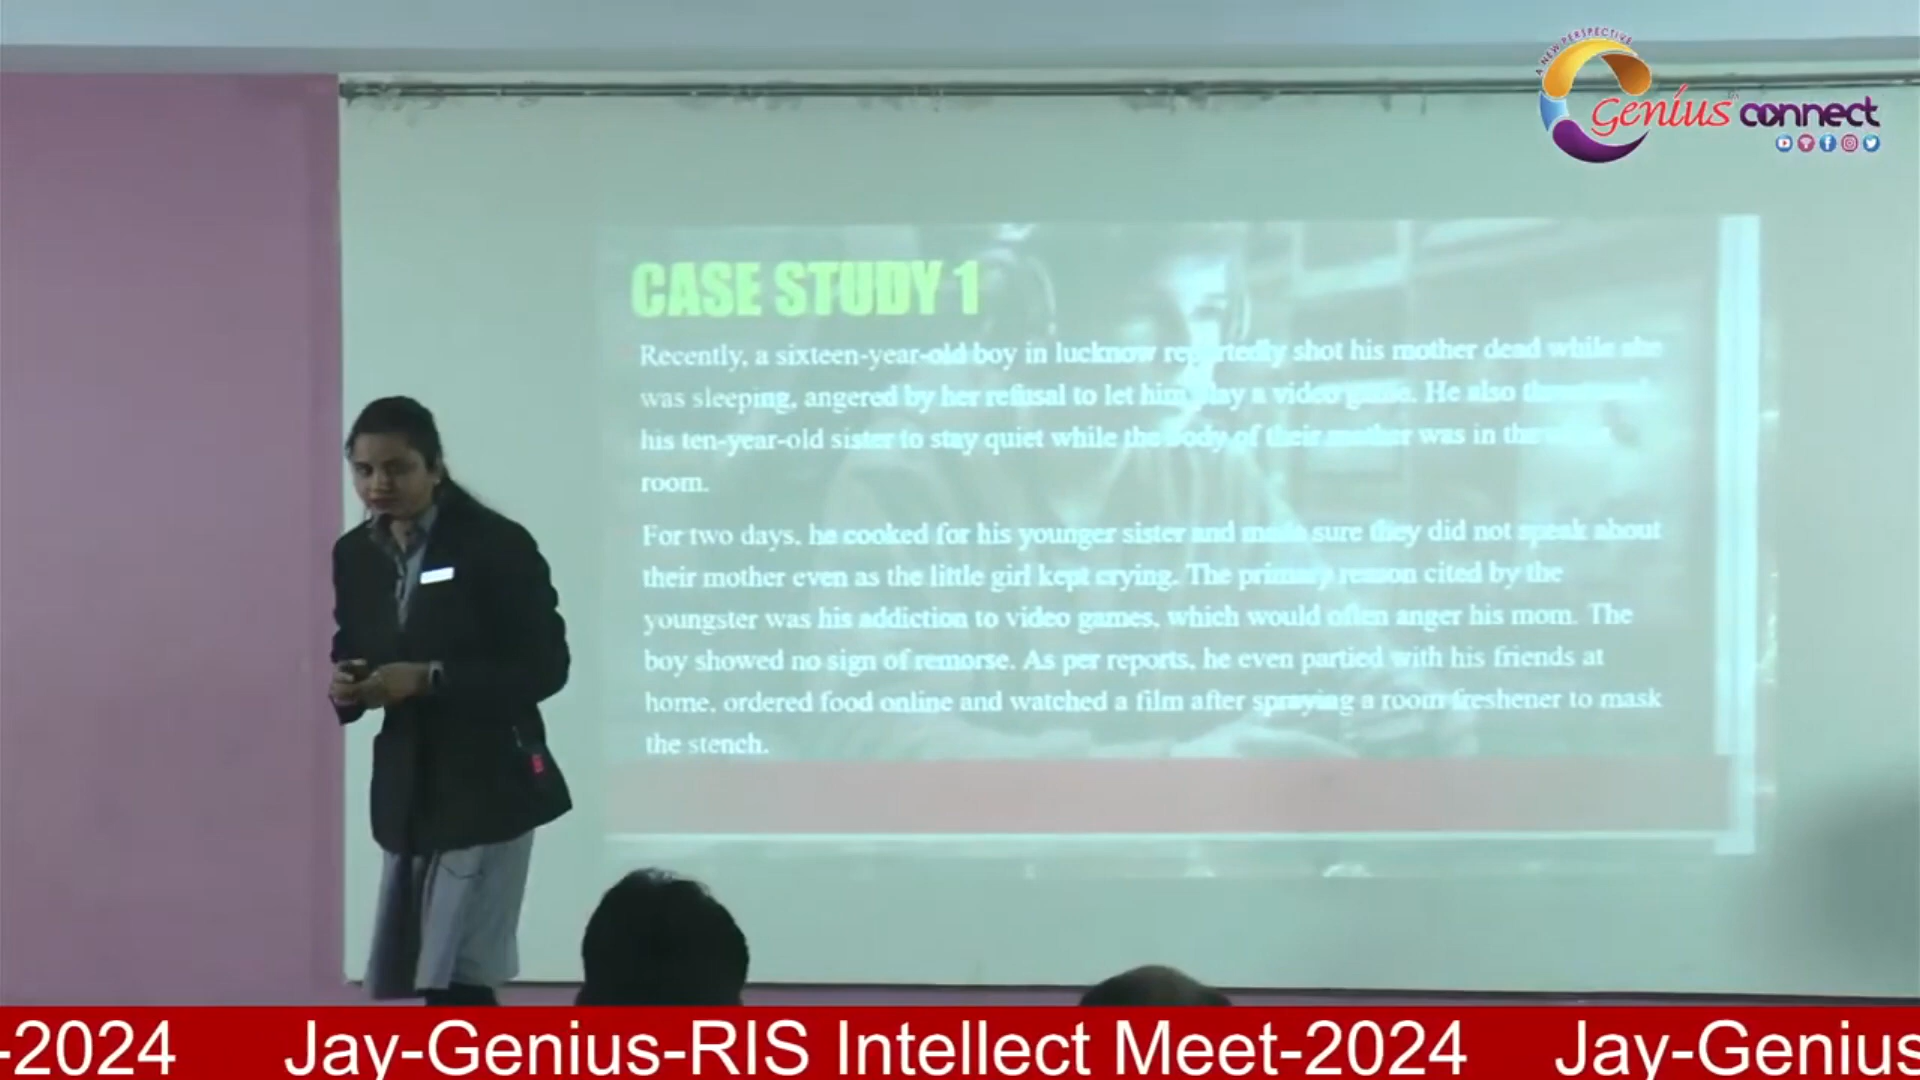 A NEW PERSPECTIVE
Genius connect
CASE STUDY 1
Recently, a sixteen-year-old boy in lucknow reportedly shot his mother dead while she
was sleeping, angered by her refusal to let him play a video game. He also
his ten-year-old sister to stay quiet while the body of their mother was in the
room.
For two days, he cooked for his younger sister and made sure they did not speak about
their mother even as the little girl kept crying. The primary reason cited by the
youngster was his addiction to video games, which would often anger his mom. The
boy showed no sign of remorse. As per reports, he even partied with his friends at
home, ordered food online and watched a film after spraying a room freshener to mask
the stench.
-2024 Jay-Genius-RIS Intellect Meet-2024 Jay-Genius